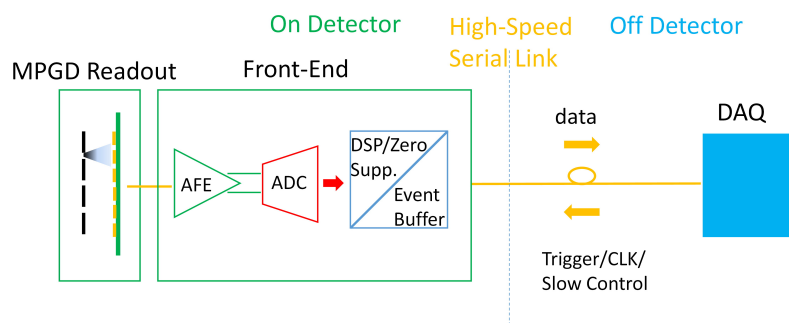 On Detector
High-Speed
Serial Link
Off Detector
MPGD Readout
Front-End
data
DAQ
AFE
ADC
DSP/Zero
Supp.
Event
Buffer
Trigger/CLK/
Slow Control